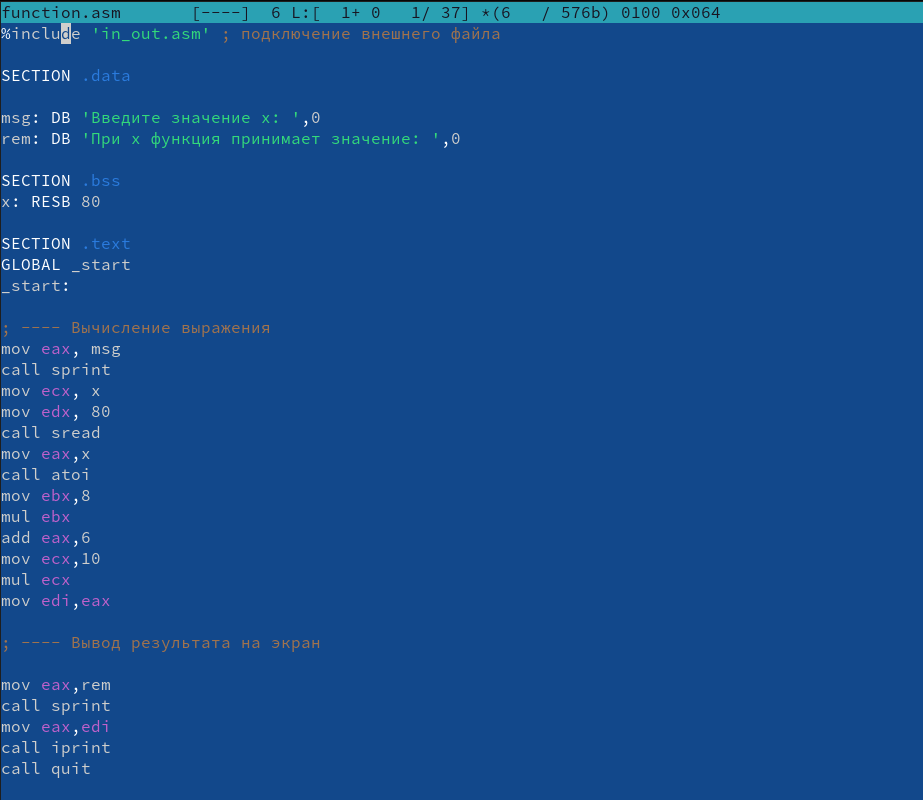 function.asm       [----]  6 L:[  1+ 0   1/ 37] *(6   / 576b) 0100 0x064
%include 'in_out.asm' ; подключение внешнего файла
SECTION .data
msg: DB 'Введите значение x: ',0
rem: DB 'При x функция принимает значение: ',0
SECTION .bss
x: RESB 80
SECTION .text
GLOBAL _start
_start:
; ---- Вычисление выражения
mov eax, msg
call sprint
mov ecx, x
mov edx, 80
call sread
mov eax,x
call atoi
mov ebx,8
mul ebx
add eax,6
mov ecx,10
mul ecx
mov edi,eax
; ---- Вывод результата на экран
mov eax,rem
call sprint
mov eax,edi
call iprint
call quit